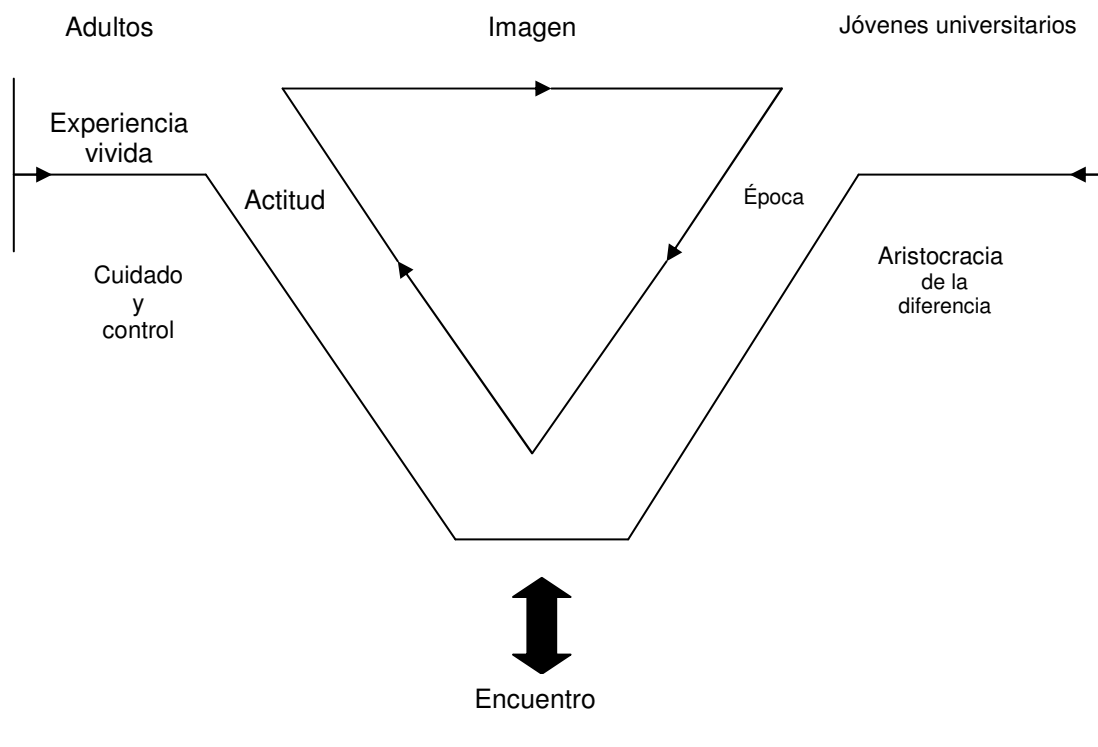 Adultos
Imagen
Jóvenes universitarios
Experiencia
vivida
Actitud
Época
Cuidado
y
control
Aristocracia
de la
diferencia
Encuentro